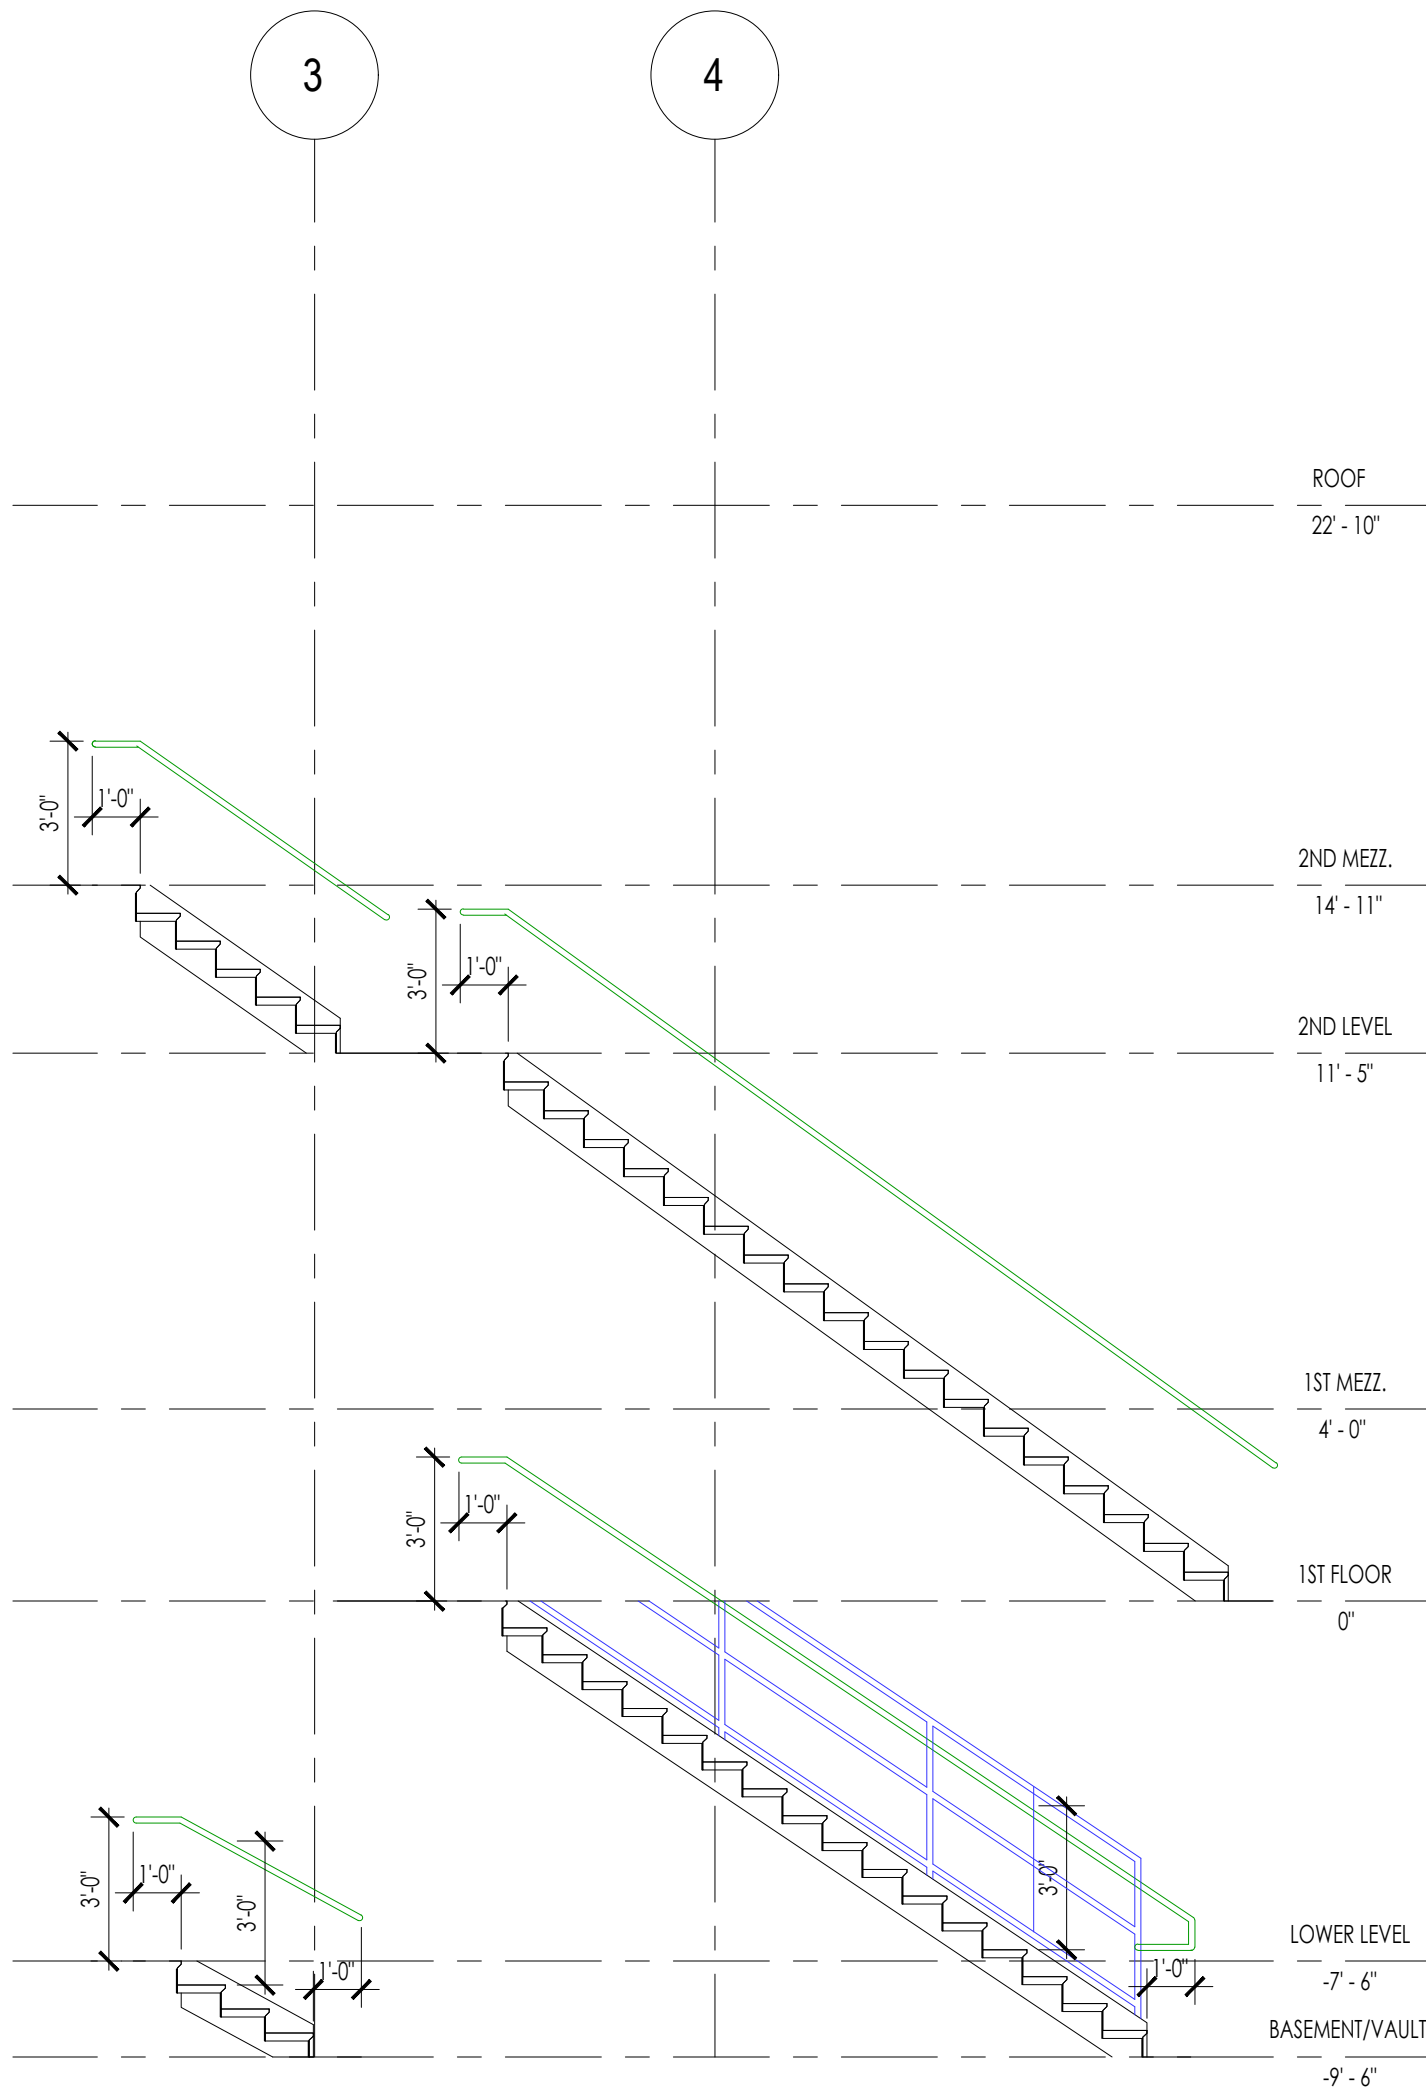 3
4
ROOF
22' - 10"
3'-0"
1'-0"
2ND MEZZ.
14' - 11"
3'-0"
1'-0"
2ND LEVEL
11' - 5"
1ST MEZZ.
4' - 0"
3'-0"
1'-0"
1ST FLOOR
0"
3'-0"
1'-0"
3'-0"
1'-0"
3'-0"
1'-0"
LOWER LEVEL
-7' - 6"
BASEMENT/VAULT
-9' - 6"